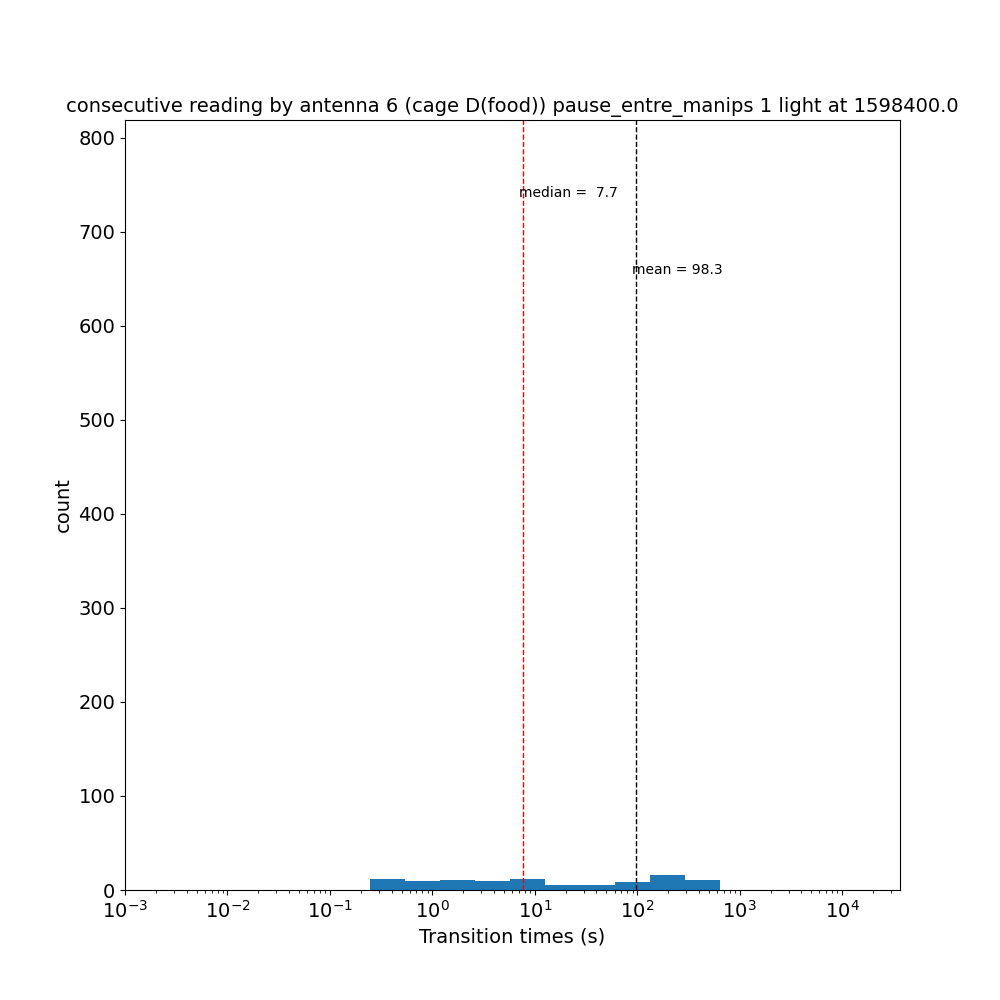 consecutive reading by antenna 6 (cage D(food)) pause_entre_manips 1 light at 1598400.0
800
median =  7.7
700
mean = 98.3
600
500
count
400
300
200
100
0
10⁻³ 10⁻² 10⁻¹ 10⁰ 10¹ 10² 10³ 10⁴
Transition times (s)